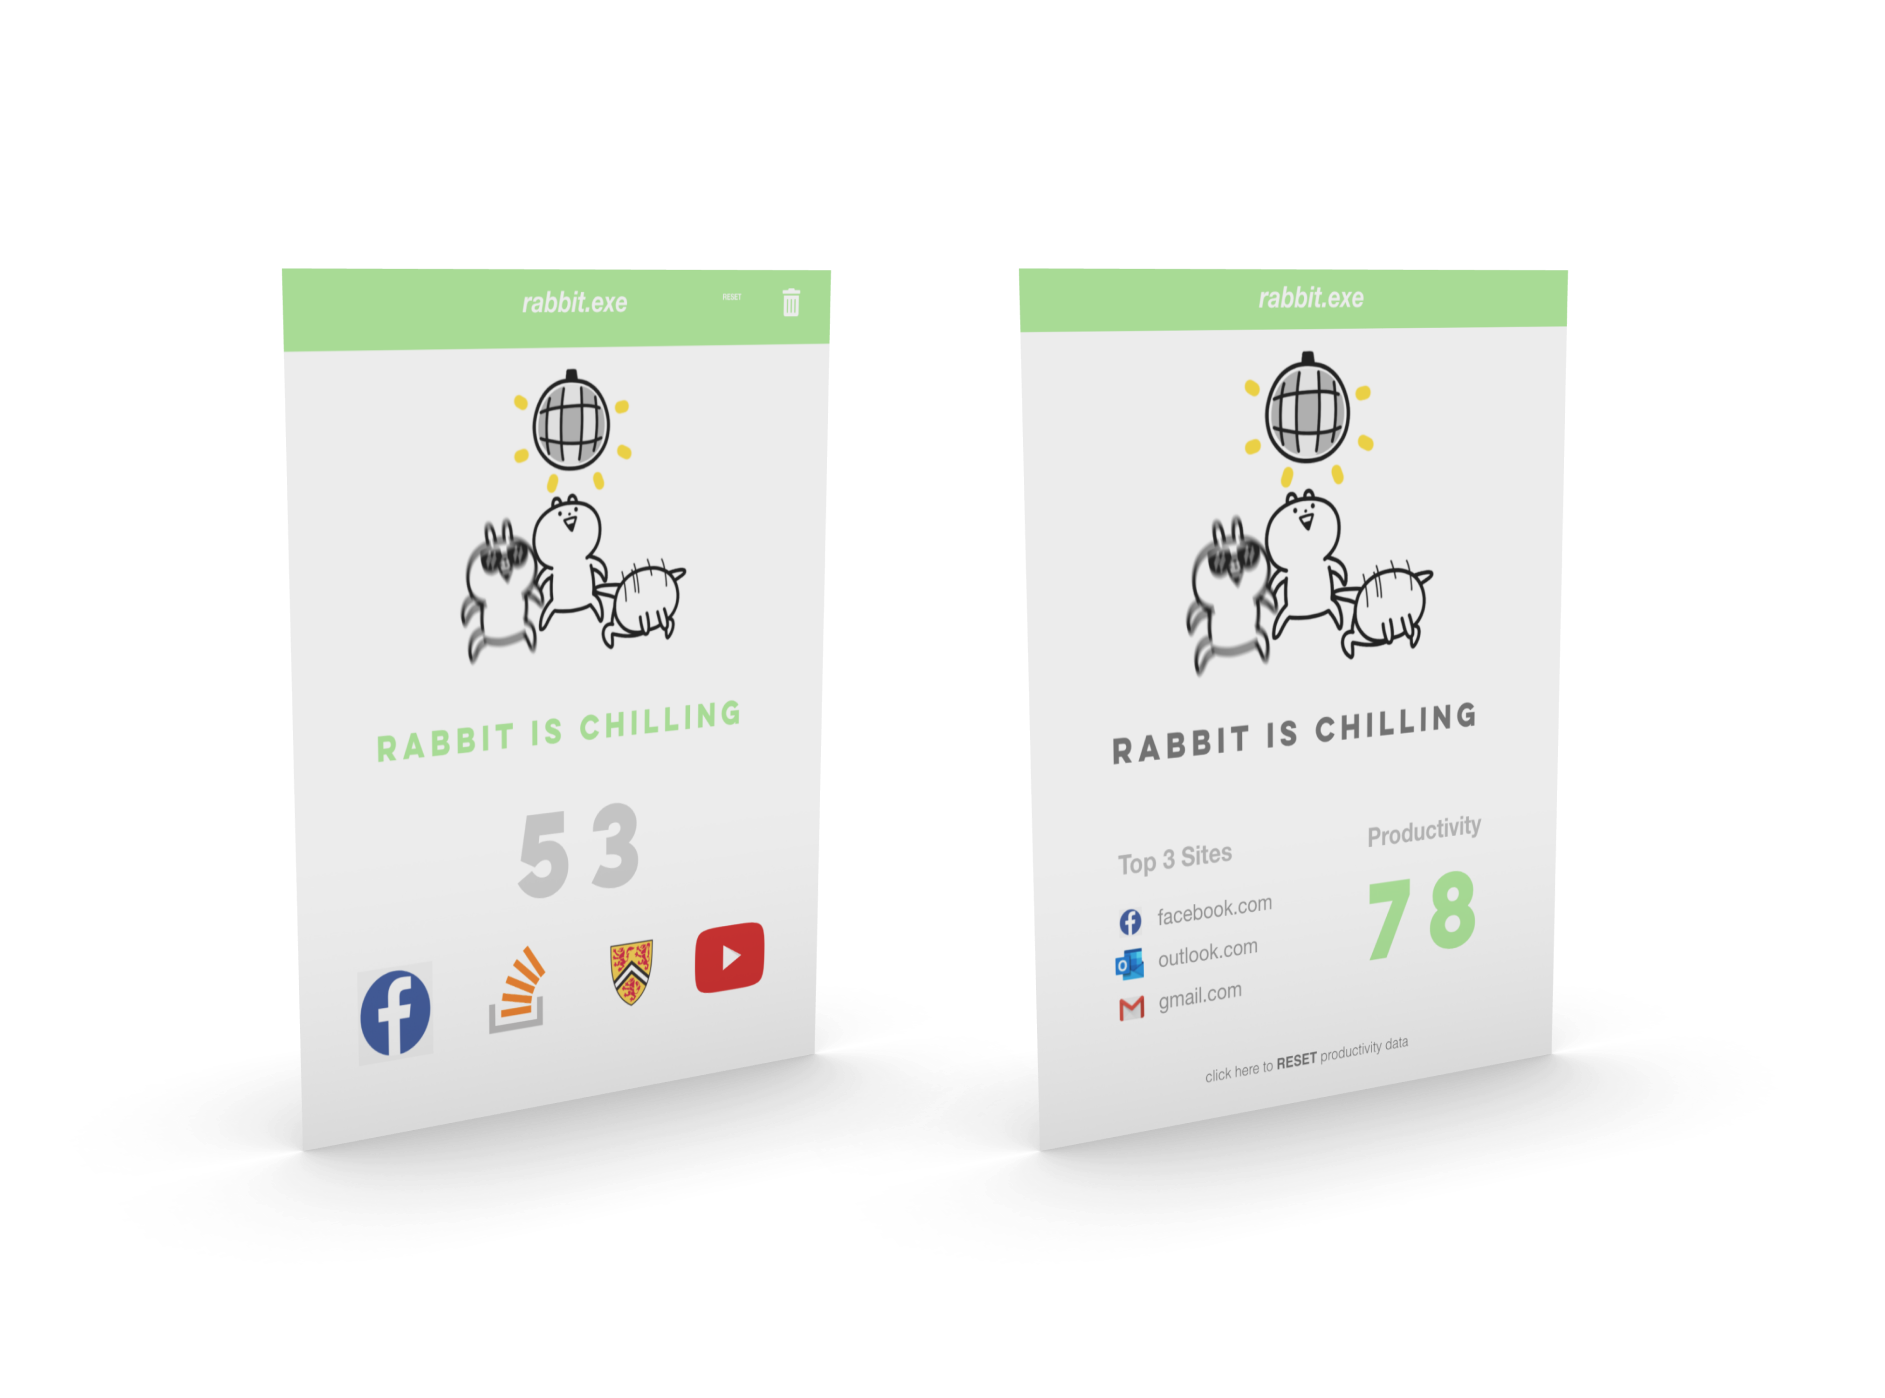 rabbit.exe
RESET
RABBIT IS CHILLING
53
rabbit.exe
RABBIT IS CHILLING
Top 3 Sites
facebook.com
outlook.com
gmail.com
Productivity
78
click here to RESET productivity data